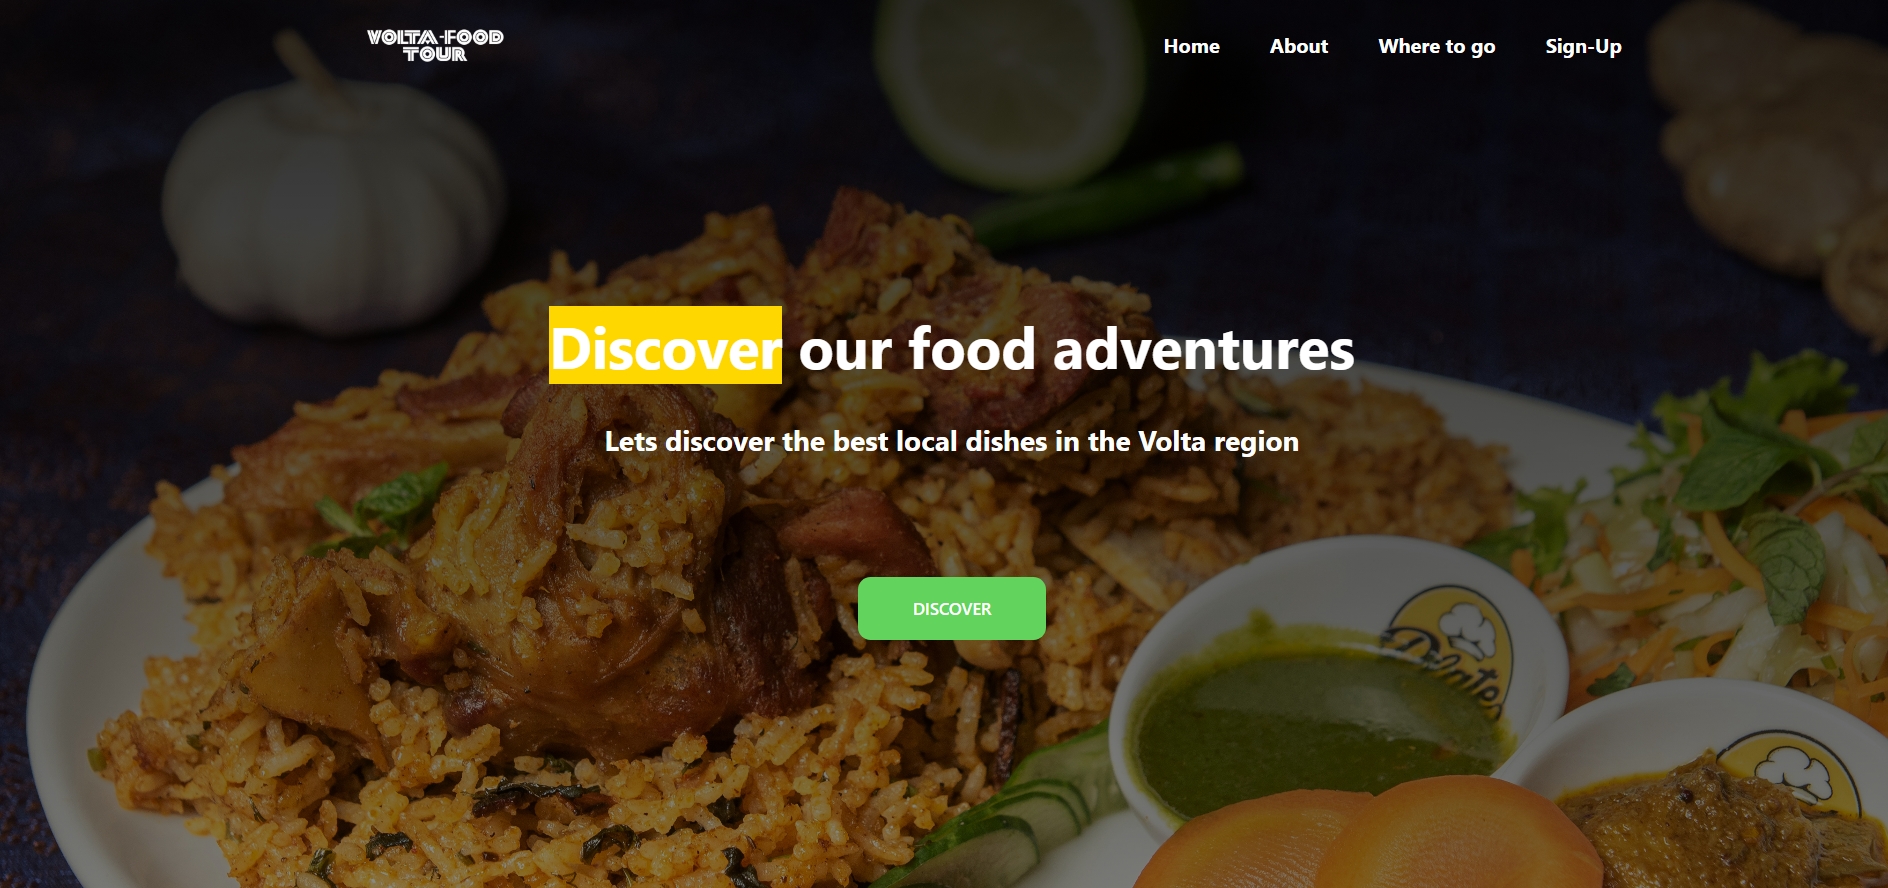 VOLTA-FOOD
TOUR
Home About Where to go Sign-Up
Discover our food adventures
Lets discover the best local dishes in the Volta region
DISCOVER
Plates